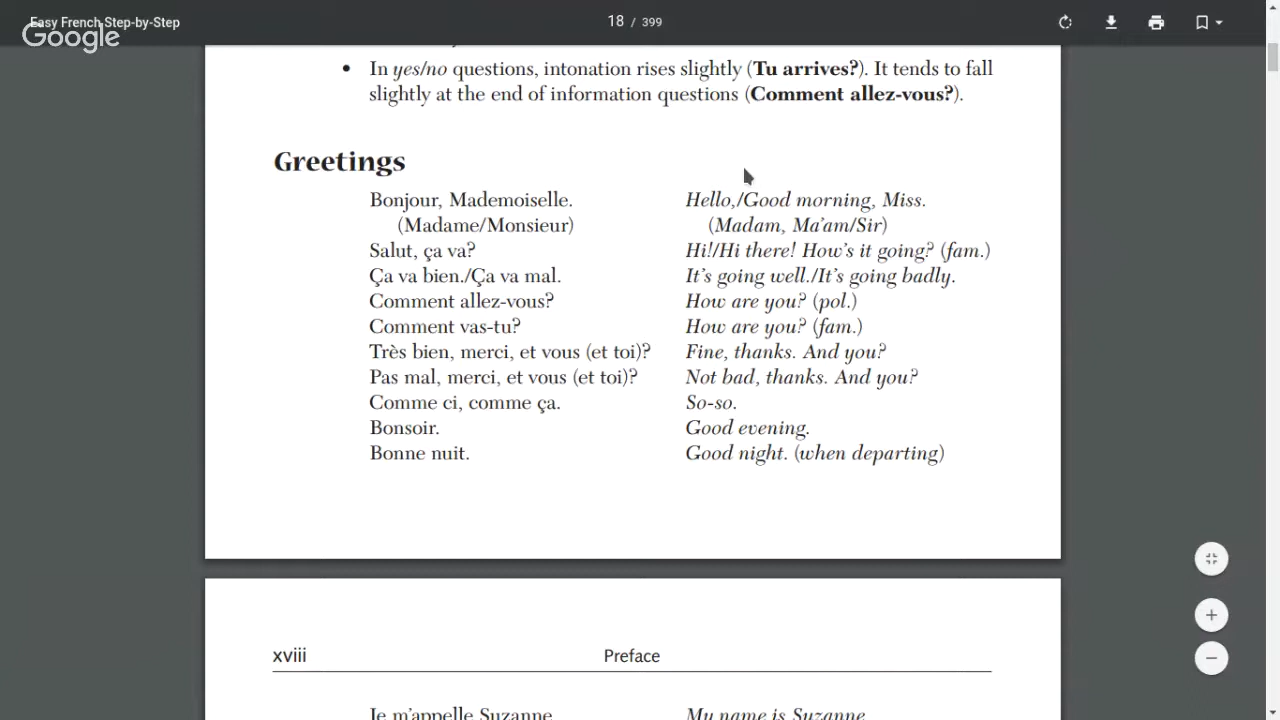 Easy French Step-by-Step
18 / 399
Google
• In yes/no questions, intonation rises slightly (Tu arrives?). It tends to fall
slightly at the end of information questions (Comment allez-vous?).
Greetings
Bonjour, Mademoiselle. Hello,/Good morning, Miss.
(Madame/Monsieur) (Madam, Ma'am/Sir)
Salut, ça va? Hi!/Hi there! How's it going? (fam.)
Ça va bien./Ça va mal. It's going well./It's going badly.
Comment allez-vous? How are you? (pol.)
Comment vas-tu? How are you? (fam.)
Très bien, merci, et vous (et toi)? Fine, thanks. And you?
Pas mal, merci, et vous (et toi)? Not bad, thanks. And you?
Comme ci, comme ça. So-so.
Bonsoir. Good evening.
Bonne nuit. Good night. (when departing)
xviii Preface
Je m'appelle Suzanne My name is Suzanne